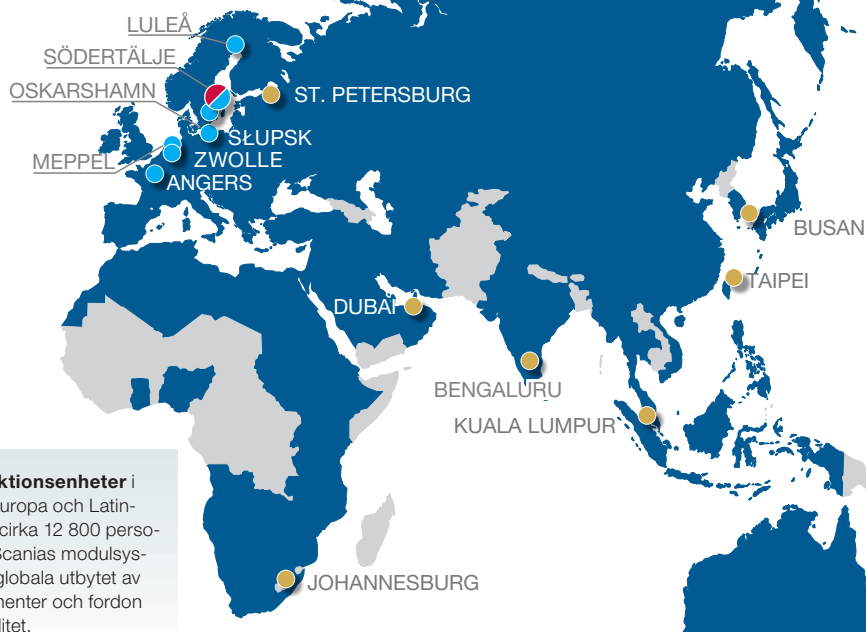 LULEÅ
SÖDERTÄLJE
OSKARSHAMN
ST. PETERSBURG
SŁUPSK
MEPPEL
ZWOLLE
ANGERS
BUSAN
TAIPEI
DUBAI
BENGALURU
KUALA LUMPUR
JOHANNESBURG
ktionsenheter i
uropa och Latin-
cirka 12 800 perso-
Scanias modulsys-
globala utbytet av
nenter och fordon
litet.